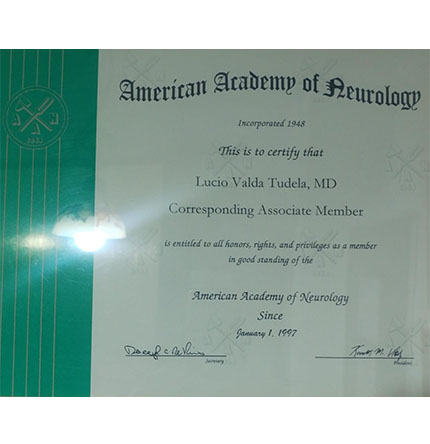 American Academy of Neurology
Incorporated 1948
This is to certify that
Lucio Valda Tudela, MD
Corresponding Associate Member
is entitled to all honors, rights, and privileges as a member
in good standing of the
American Academy of Neurology
Since
January 1, 1997
Secretary
President